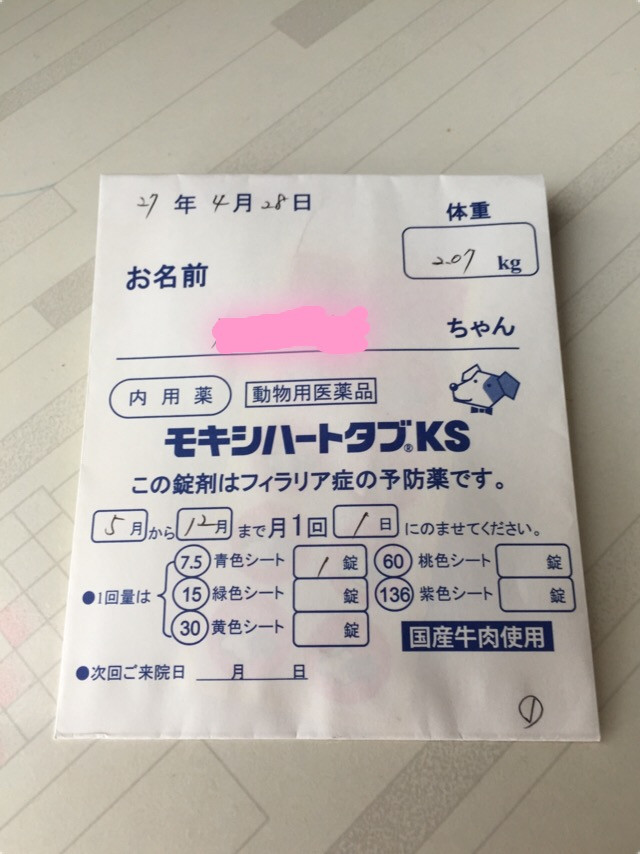 27年4月28日
体重
2.07 kg
お名前
ちゃん
内用薬 動物用医薬品
モキシハートタブ®KS
この錠剤はフィラリア症の予防薬です。
5月から12月まで月1回1日にのませてください。
●1回量は
7.5 青色シート 1錠 60 桃色シート 錠
15 緑色シート 錠 136 紫色シート 錠
30 黄色シート 錠
国産牛肉使用
●次回ご来院日 月 日
①